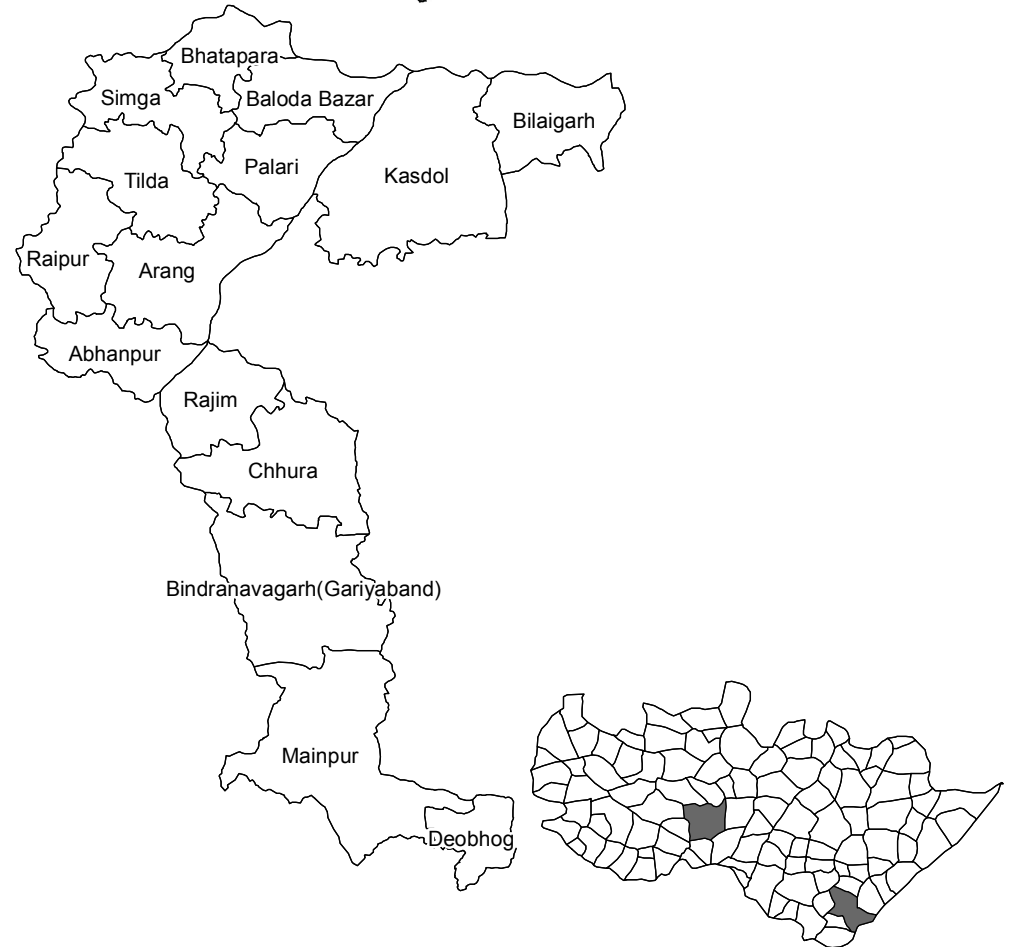 Bhatapara
Simga
Baloda Bazar
Bilaigarh
Palari
Kasdol
Tilda
Raipur
Arang
Abhanpur
Rajim
Chhura
Bindranavagarh(Gariyaband)
Mainpur
Deobhog